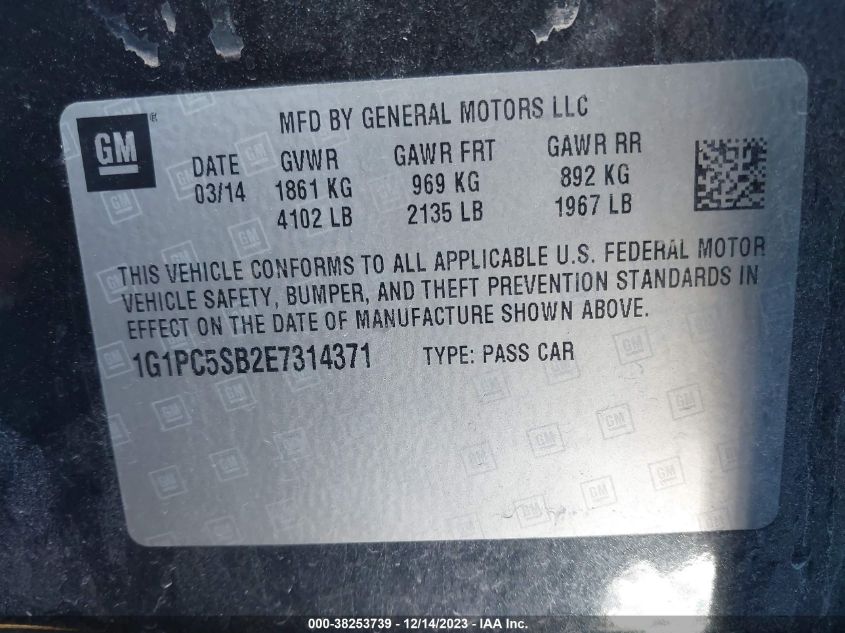 GM®
MFD BY GENERAL MOTORS LLC
DATE GVWR GAWR FRT GAWR RR
03/14 1861 KG 969 KG 892 KG
4102 LB 2135 LB 1967 LB
THIS VEHICLE CONFORMS TO ALL APPLICABLE U.S. FEDERAL MOTOR
VEHICLE SAFETY, BUMPER, AND THEFT PREVENTION STANDARDS IN
EFFECT ON THE DATE OF MANUFACTURE SHOWN ABOVE.
1G1PC5SB2E7314371 TYPE: PASS CAR
000-38253739 - 12/14/2023 - IAA Inc.